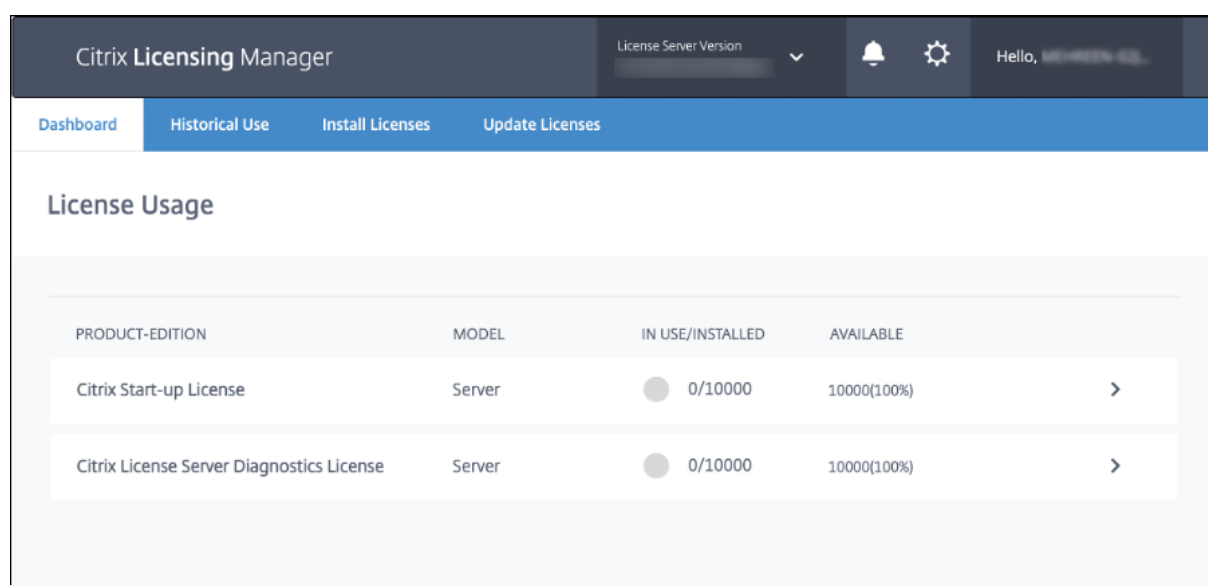 Citrix Licensing Manager
License Server Version
Hello,
Dashboard Historical Use Install Licenses Update Licenses
License Usage
PRODUCT-EDITION MODEL IN USE/INSTALLED AVAILABLE
Citrix Start-up License Server 0/10000 10000(100%)
Citrix License Server Diagnostics License Server 0/10000 10000(100%)